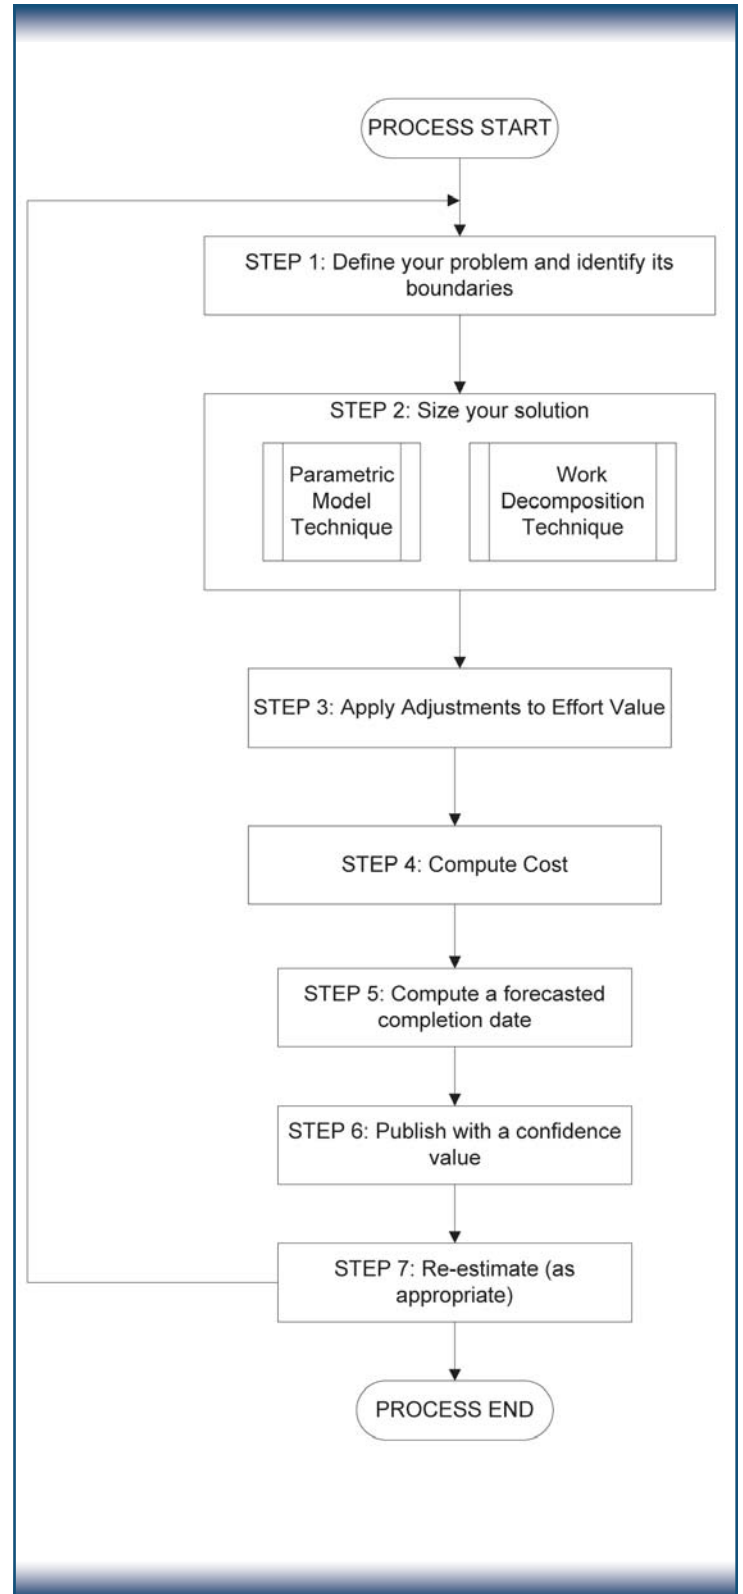 PROCESS START
STEP 1: Define your problem and identify its
boundaries
STEP 2: Size your solution
Parametric
Model
Technique
Work
Decomposition
Technique
STEP 3: Apply Adjustments to Effort Value
STEP 4: Compute Cost
STEP 5: Compute a forecasted
completion date
STEP 6: Publish with a confidence
value
STEP 7: Re-estimate (as
appropriate)
PROCESS END